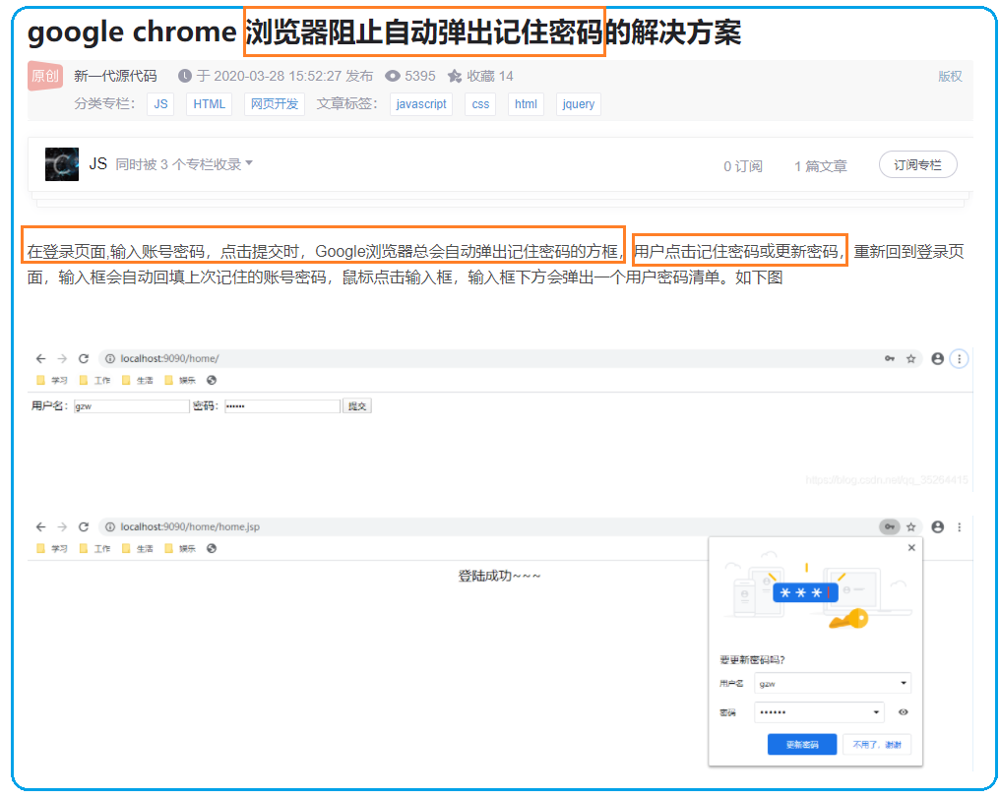 google chrome 浏览器阻止自动弹出记住密码的解决方案
原创 新一代源代码 于 2020-03-28 15:52:27 发布 5395 收藏 14 版权
分类专栏： JS HTML 网页开发 文章标签： javascript css html jquery
JS 同时被 3 个专栏收录 0 订阅 1 篇文章 订阅专栏
在登录页面,输入账号密码，点击提交时，Google浏览器总会自动弹出记住密码的方框，用户点击记住密码或更新密码，重新回到登录页
面，输入框会自动回填上次记住的账号密码，鼠标点击输入框，输入框下方会弹出一个用户密码清单。如下图
localhost:9090/home/
学习 工作 生活 娱乐
用户名： gzw 密码： •••••• 提交
https://blog.csdn.net/qq_35264415
localhost:9090/home/home.jsp
学习 工作 生活 娱乐
登陆成功~~~
***
要更新密码吗?
用户名 gzw
密码 ••••••
更新密码 不用了，谢谢